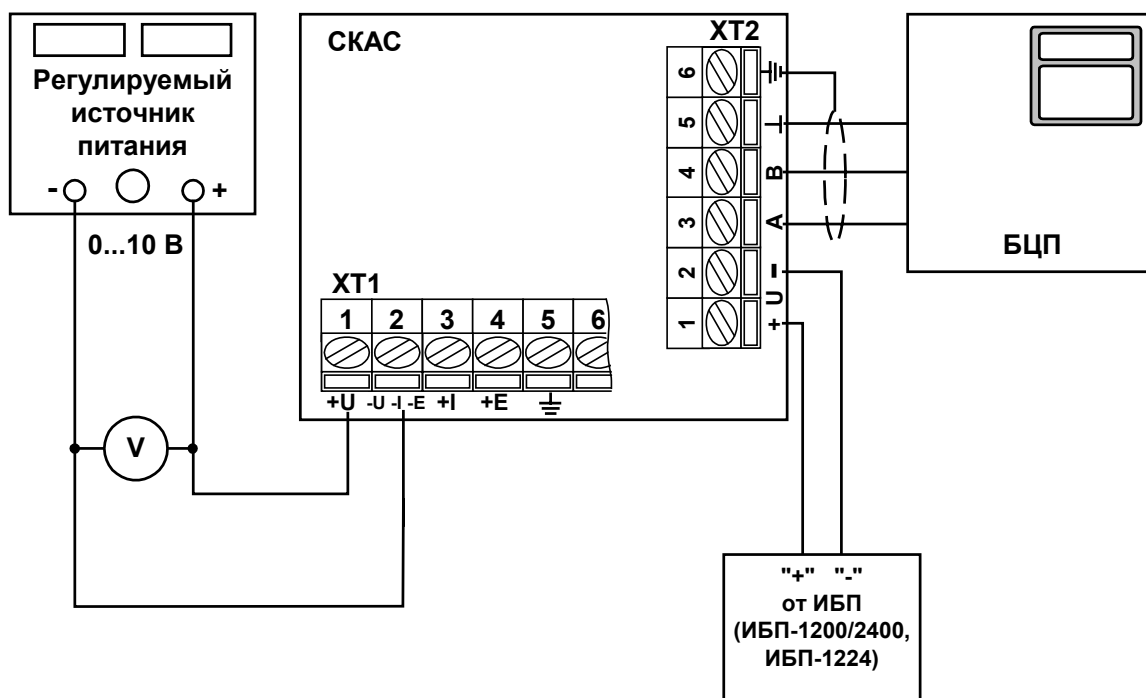 СКАС
XT2
Регулируемый
источник
питания
- +
0...10 В
6
5
4 B
3 A
2 -
U
1 +
БЦП
XT1
1 2 3 4 5 6
+U -U -I -E +I +E
V
"+" "-"
от ИБП
(ИБП-1200/2400,
ИБП-1224)